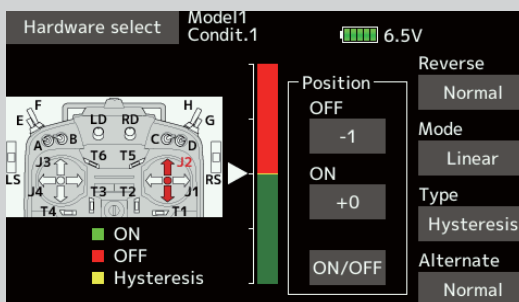 Hardware select
Model1
Condit.1
6.5V
F
H
E
LD
RD
G
A
B
C
D
J3
T6
T5
J2
LS
RS
J4
T3
T2
J1
T4
T1
ON
OFF
Hysteresis
Position
OFF
-1
ON
+0
ON/OFF
Reverse
Normal
Mode
Linear
Type
Hysteresis
Alternate
Normal